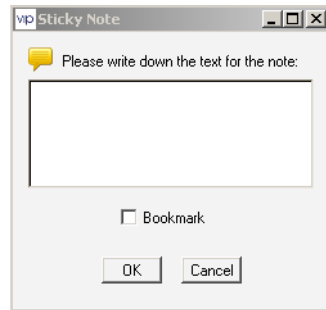 vip Sticky Note
Please write down the text for the note:
Bookmark
OK Cancel